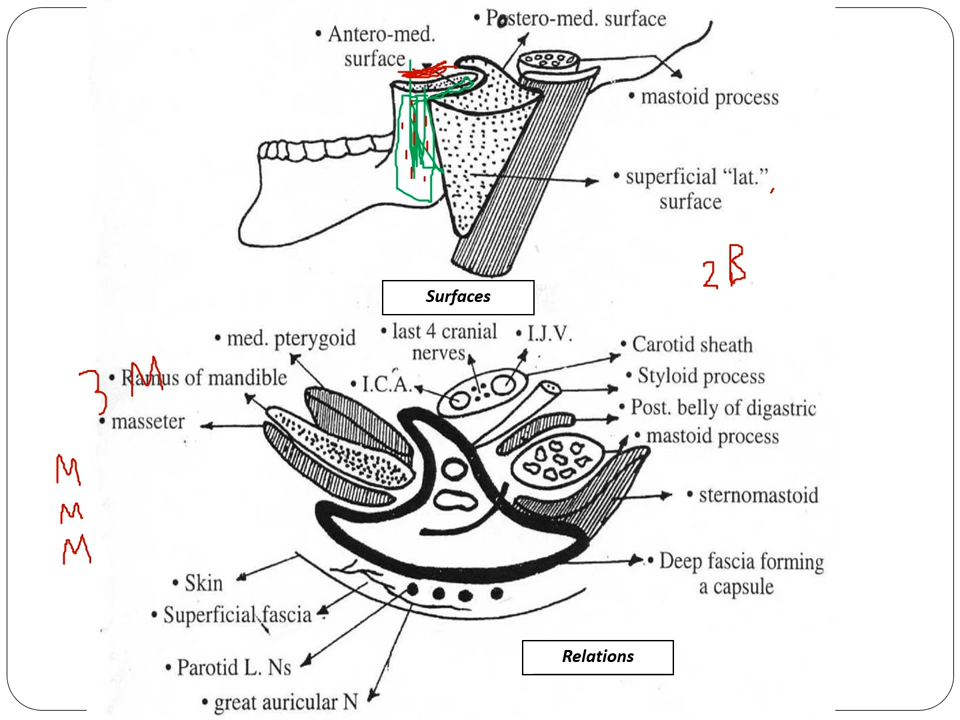 • Postero-med. surface
• Antero-med.
surface
• mastoid process
• superficial “lat.”
surface
2B
Surfaces
• med. pterygoid
• last 4 cranial
nerves
• I.J.V.
• Carotid sheath
3 M
• Ramus of mandible
• I.C.A.
• Styloid process
• Post. belly of digastric
• masseter
• mastoid process
M
• sternomastoid
M
M
• Deep fascia forming
a capsule
• Skin
• Superficial fascia
• Parotid L. Ns
Relations
• great auricular N